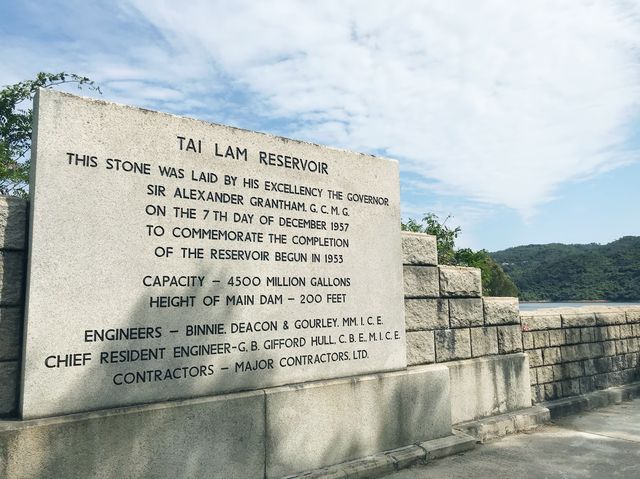 TAI LAM RESERVOIR
THIS STONE WAS LAID BY HIS EXCELLENCY THE GOVERNOR
SIR ALEXANDER GRANTHAM, G. C. M. G.
ON THE 7TH DAY OF DECEMBER 1957
TO COMMEMORATE THE COMPLETION
OF THE RESERVOIR BEGUN IN 1953
CAPACITY – 4500 MILLION GALLONS
HEIGHT OF MAIN DAM – 200 FEET
ENGINEERS – BINNIE, DEACON & GOURLEY, MM. I. C. E.
CHIEF RESIDENT ENGINEER-G. B. GIFFORD HULL, C. B. E., M. I. C. E.
CONTRACTORS – MAJOR CONTRACTORS, LTD.